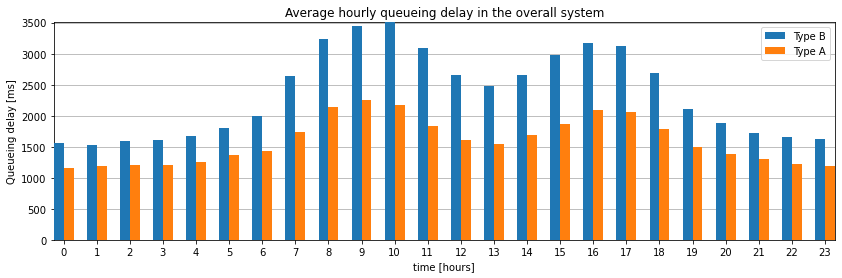 Average hourly queueing delay in the overall system
Queueing delay [ms]
3500
3000
2500
2000
1500
1000
500
0
Type B
Type A
0 1 2 3 4 5 6 7 8 9 10 11 12 13 14 15 16 17 18 19 20 21 22 23
time [hours]